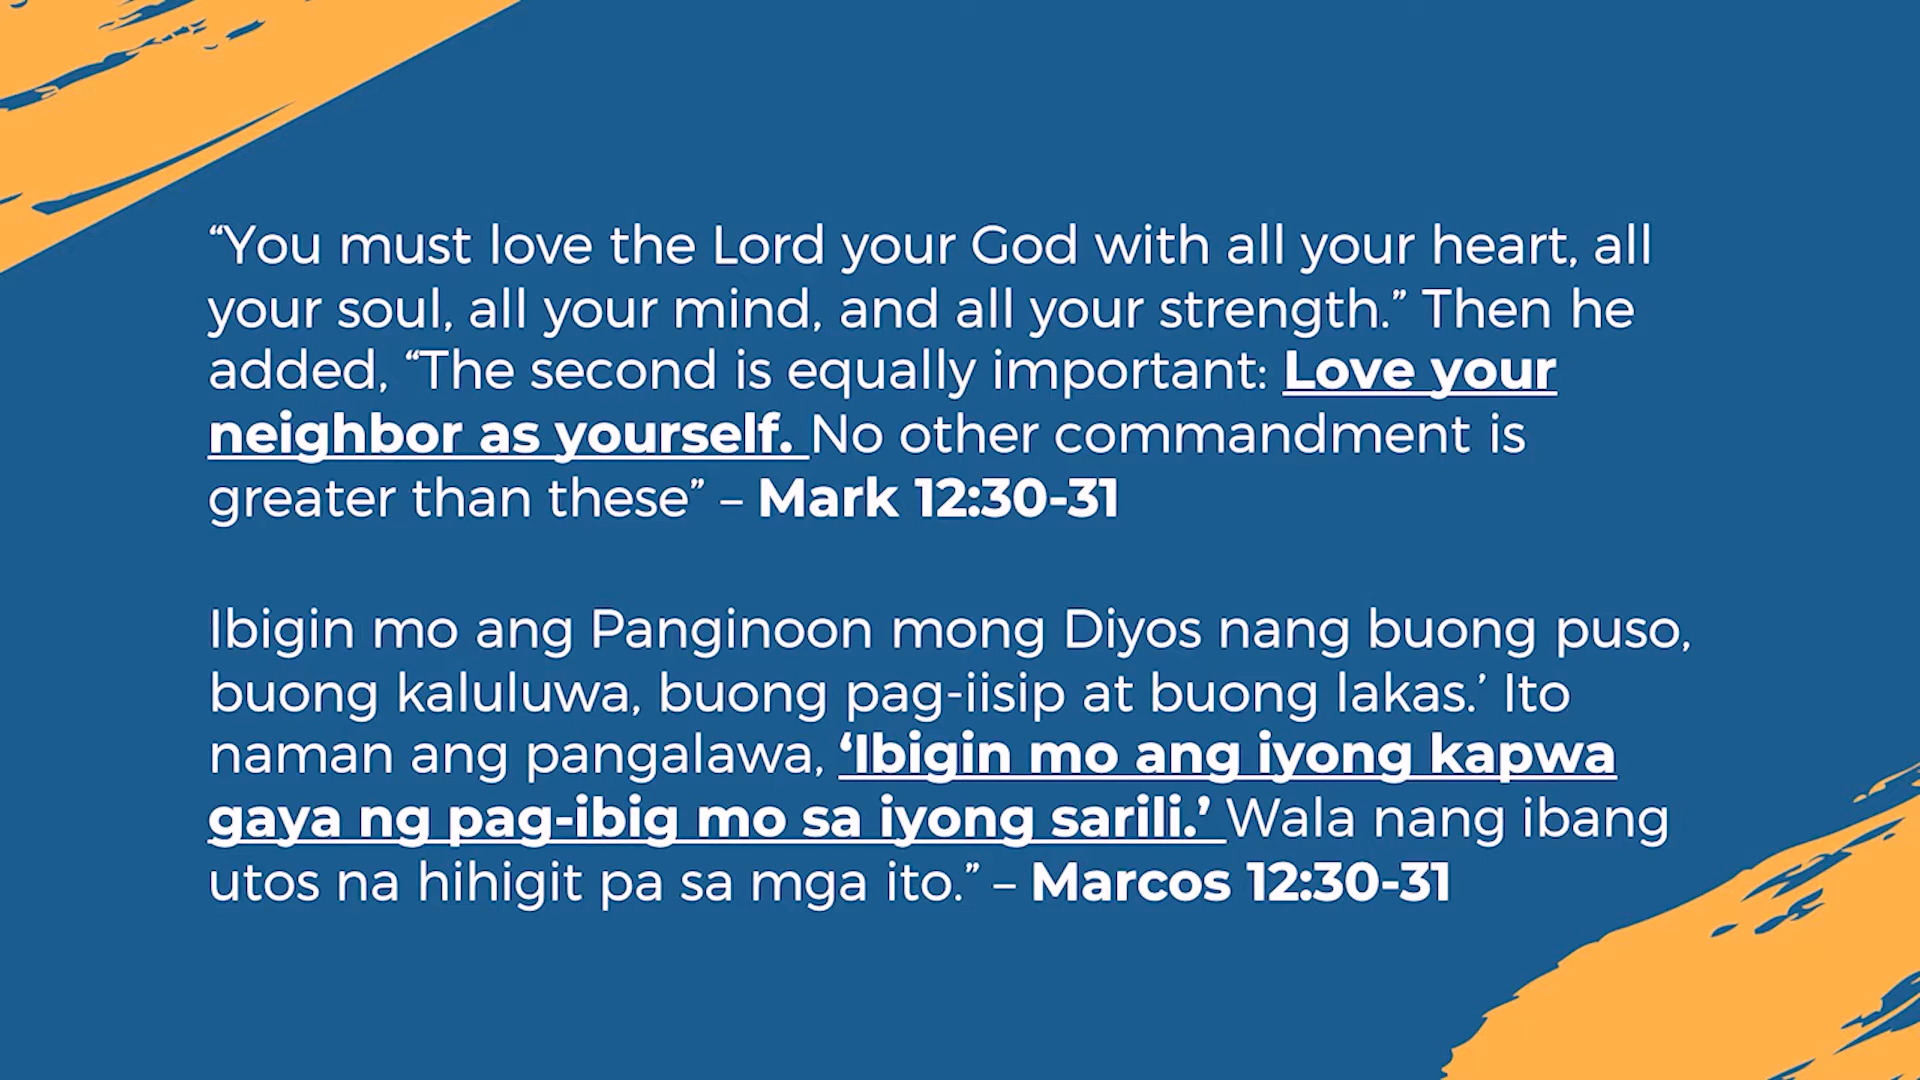 “You must love the Lord your God with all your heart, all
your soul, all your mind, and all your strength.” Then he
added, “The second is equally important: Love your
neighbor as yourself. No other commandment is
greater than these” – Mark 12:30-31
Ibigin mo ang Panginoon mong Diyos nang buong puso,
buong kaluluwa, buong pag-iisip at buong lakas.’ Ito
naman ang pangalawa, ‘Ibigin mo ang iyong kapwa
gaya ng pag-ibig mo sa iyong sarili.’ Wala nang ibang
utos na hihigit pa sa mga ito.” – Marcos 12:30-31